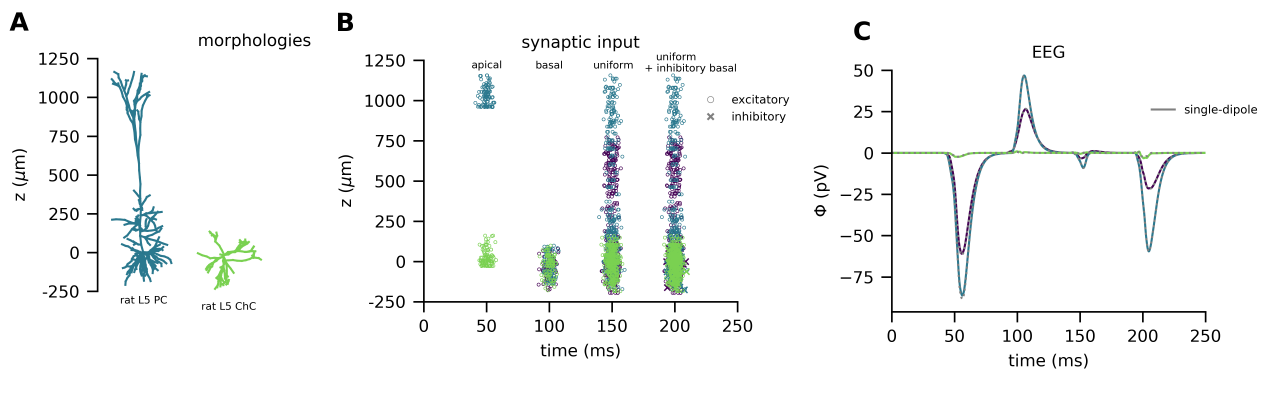 A
morphologies
1250
1000
750
500
250
0
-250
z (μm)
rat L5 PC
rat L5 ChC
B
synaptic input
apical
basal
uniform
uniform
+ inhibitory basal
excitatory
inhibitory
1250
1000
750
500
250
0
-250
z (μm)
0
50
100
150
200
250
time (ms)
C
EEG
single-dipole
50
25
0
−25
−50
−75
Φ (pV)
0
50
100
150
200
250
time (ms)